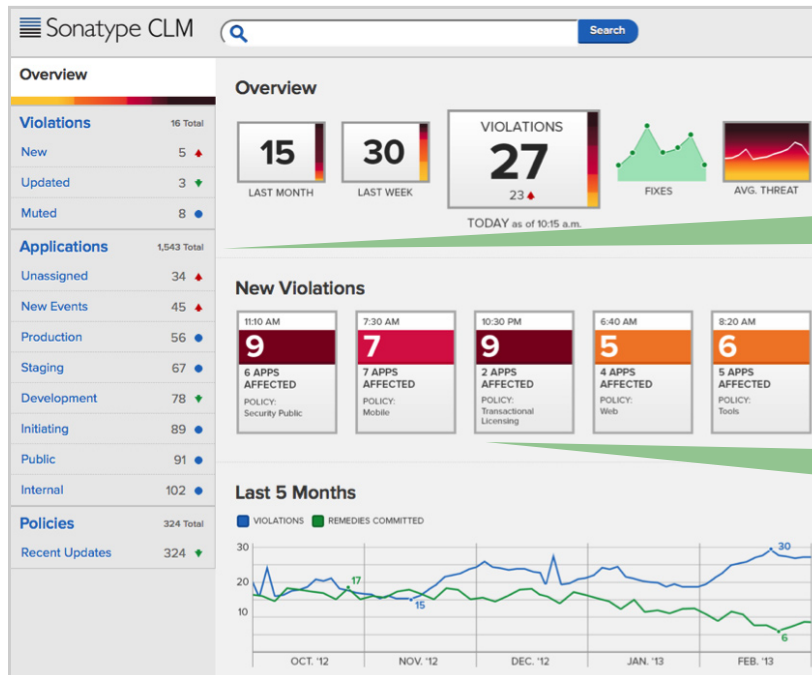 Sonatype CLM
Search
Overview
Violations 16 Total
New 5
Updated 3
Muted 8
Applications 1,543 Total
Unassigned 34
New Events 45
Production 56
Staging 67
Development 78
Initiating 89
Public 91
Internal 102
Policies 324 Total
Recent Updates 324
Overview
15
LAST MONTH
30
LAST WEEK
VIOLATIONS
27
23
TODAY as of 10:15 a.m.
FIXES
AVG. THREAT
New Violations
11:10 AM
9
6 APPS
AFFECTED
POLICY:
Security Public
7:30 AM
7
7 APPS
AFFECTED
POLICY:
Mobile
10:30 PM
9
2 APPS
AFFECTED
POLICY:
Transactional
Licensing
6:40 AM
5
4 APPS
AFFECTED
POLICY:
Web
8:20 AM
6
5 APPS
AFFECTED
POLICY:
Tools
Last 5 Months
VIOLATIONS REMEDIES COMMITTED
30
20
10
17
15
30
6
OCT. '12 NOV. '12 DEC. '12 JAN. '13 FEB. '13